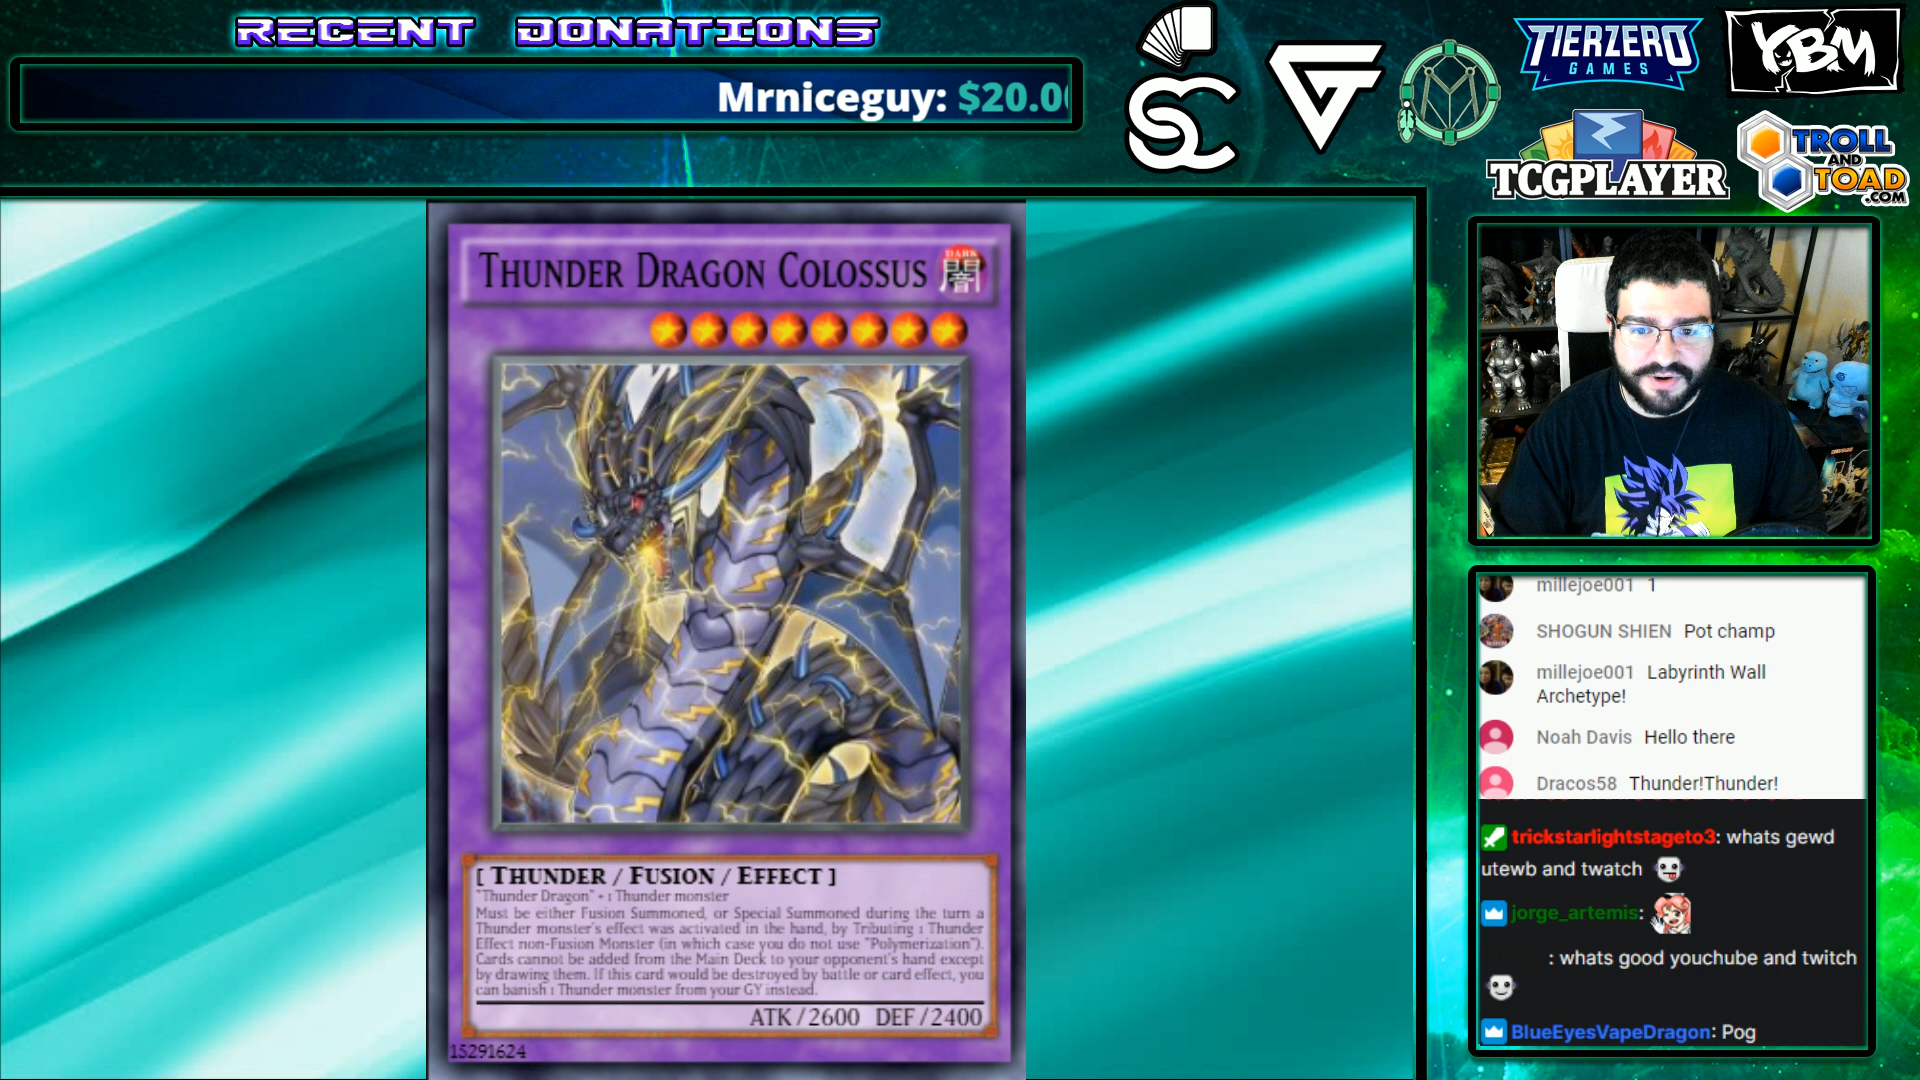 RECENT DONATIONS
Mrniceguy: $20.0
SC
TIERZERO
GAMES
YBM
TCGPLAYER
TROLL
AND
TOAD
.COM
THUNDER DRAGON COLOSSUS
DARK
闇
[ THUNDER / FUSION / EFFECT ]
"Thunder Dragon" + 1 Thunder monster
Must be either Fusion Summoned, or Special Summoned during the turn a
Thunder monster's effect was activated in the hand, by Tributing 1 Thunder
Effect non-Fusion Monster (in which case you do not use "Polymerization").
Cards cannot be added from the Main Deck to your opponent's hand except
by drawing them. If this card would be destroyed by battle or card effect, you
can banish 1 Thunder monster from your GY instead.
ATK/2600 DEF/2400
15291624
millejoe001 1
SHOGUN SHIEN Pot champ
millejoe001 Labyrinth Wall
Archetype!
Noah Davis Hello there
Dracos58 Thunder!Thunder!
trickstarlightstageto3: whats gewd
utewb and twatch
jorge_artemis:
: whats good youchube and twitch
BlueEyesVapeDragon: Pog